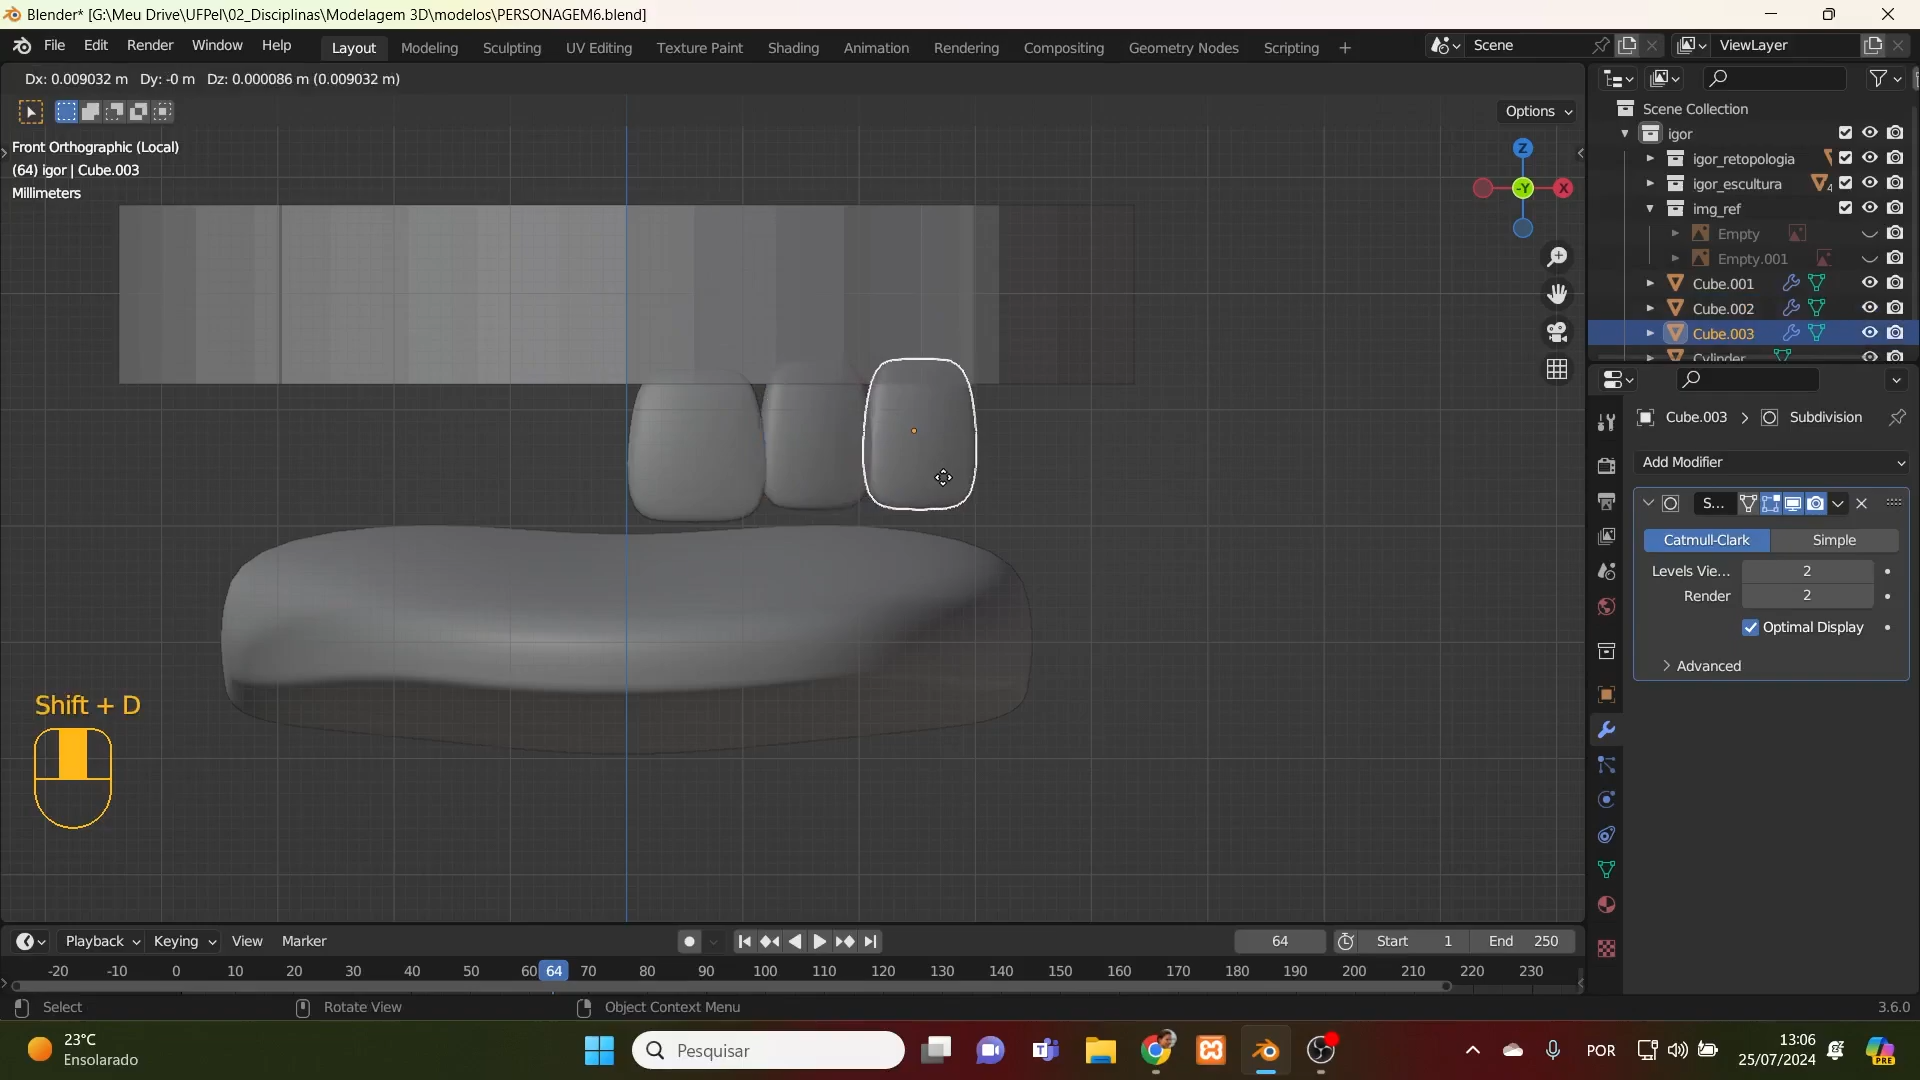 Blender* [G:\Meu Drive\UFPel\02_Disciplinas\Modelagem 3D\modelos\PERSONAGEM6.blend]
File Edit Render Window Help Layout Modeling Sculpting UV Editing Texture Paint Shading Animation Rendering Compositing Geometry Nodes Scripting + Scene ViewLayer
Dx: 0.009032 m Dy: -0 m Dz: 0.000086 m (0.009032 m)
Options
Front Orthographic (Local)
(64) igor | Cube.003
Millimeters
Z
-Y X
Scene Collection
igor
igor_retopologia
igor_escultura 4
img_ref
Empty
Empty.001
Cube.001
Cube.002
Cube.003
Cylinder
Cube.003 > Subdivision
Add Modifier
S...
Catmull-Clark Simple
Levels Vie... 2
Render 2
Optimal Display
Advanced
Shift + D
Playback Keying View Marker 64 Start 1 End 250
-20 -10 0 10 20 30 40 50 60 64 70 80 90 100 110 120 130 140 150 160 170 180 190 200 210 220 230
Select Rotate View Object Context Menu 3.6.0
23°C
Ensolarado
Pesquisar
POR
13:06
25/07/2024
PRE